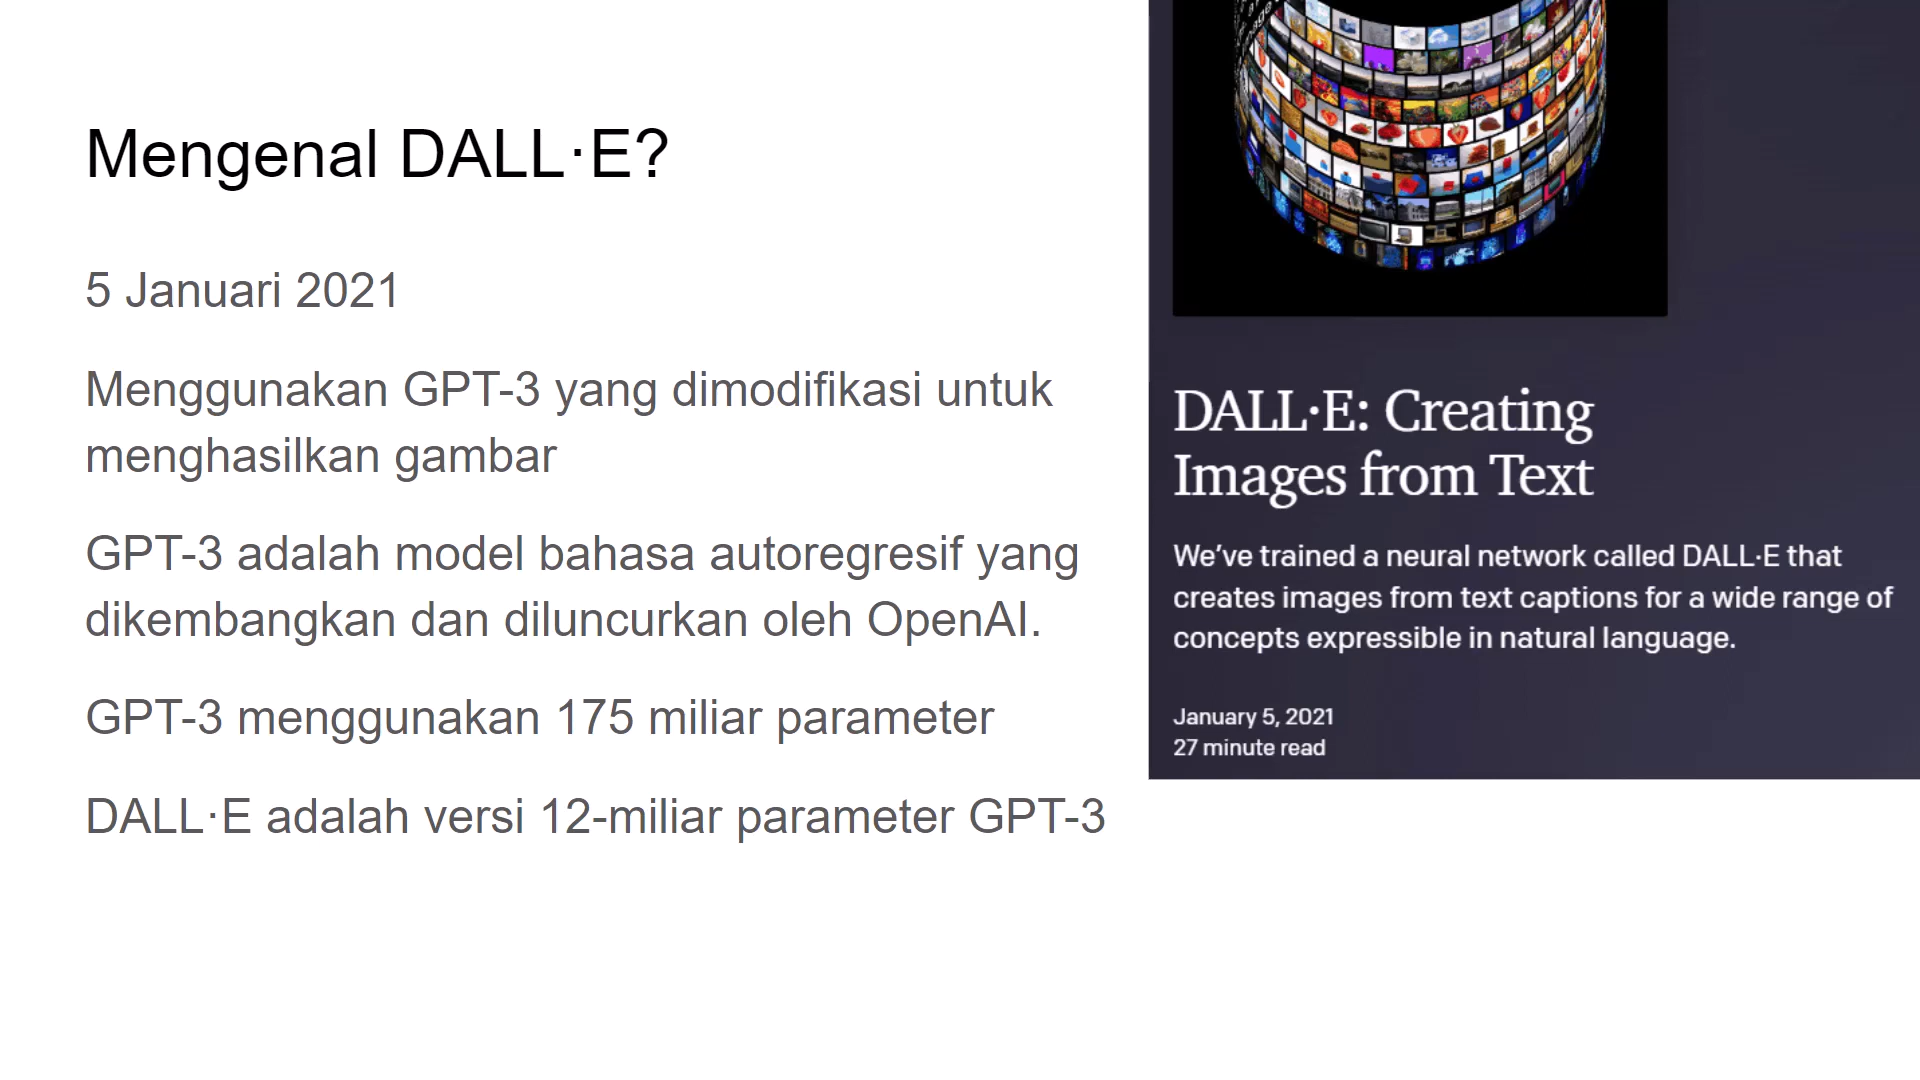 Mengenal DALL·E?
5 Januari 2021
Menggunakan GPT-3 yang dimodifikasi untuk
menghasilkan gambar
GPT-3 adalah model bahasa autoregresif yang
dikembangkan dan diluncurkan oleh OpenAI.
GPT-3 menggunakan 175 miliar parameter
DALL·E adalah versi 12-miliar parameter GPT-3
DALL·E: Creating
Images from Text
We’ve trained a neural network called DALL·E that
creates images from text captions for a wide range of
concepts expressible in natural language.
January 5, 2021
27 minute read